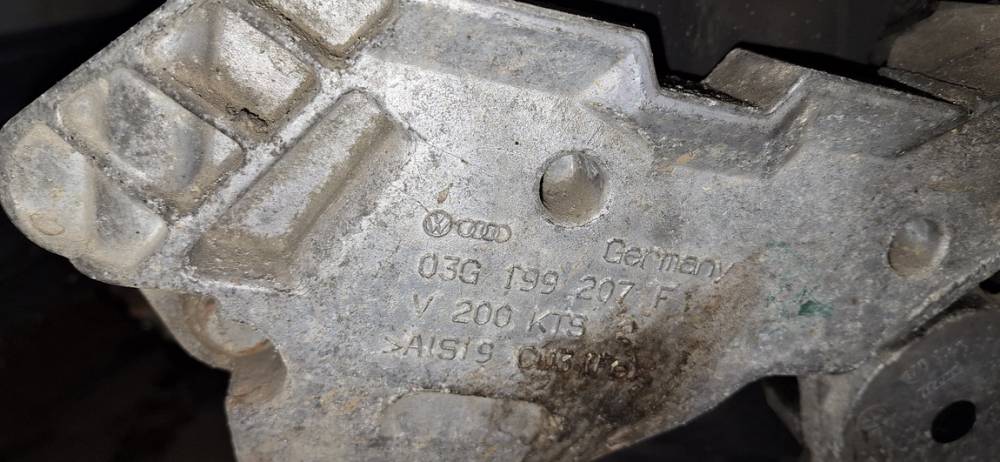 Germany
03G 199 207 F
V 200 KTS
>AlSi9